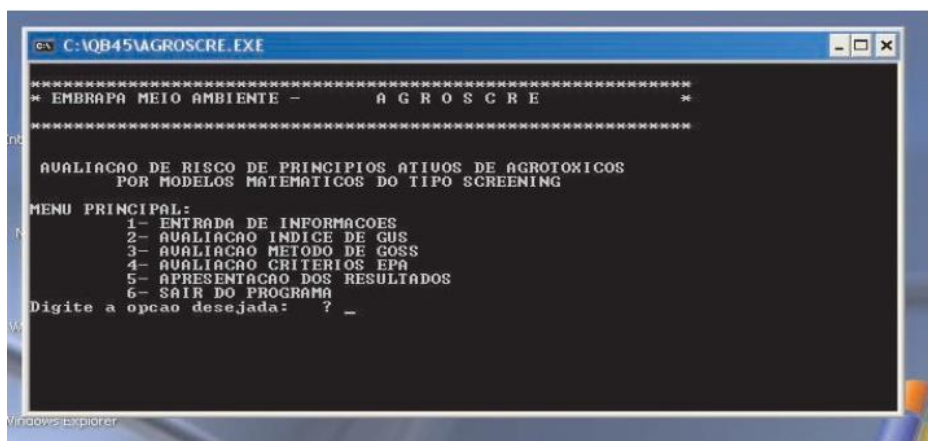 C:\QB45\AGROSCRE.EXE
*************************************************************
* EMBRAPA MEIO AMBIENTE - A G R O S C R E *
*************************************************************
AVALIACAO DE RISCO DE PRINCIPIOS ATIVOS DE AGROTOXICOS
POR MODELOS MATEMATICOS DO TIPO SCREENING
MENU PRINCIPAL:
1- ENTRADA DE INFORMACOES
2- AVALIACAO INDICE DE GUS
3- AVALIACAO METODO DE GOSS
4- AVALIACAO CRITERIOS EPA
5- APRESENTACAO DOS RESULTADOS
6- SAIR DO PROGRAMA
Digite a opcao desejada: ? _
Windows Explorer